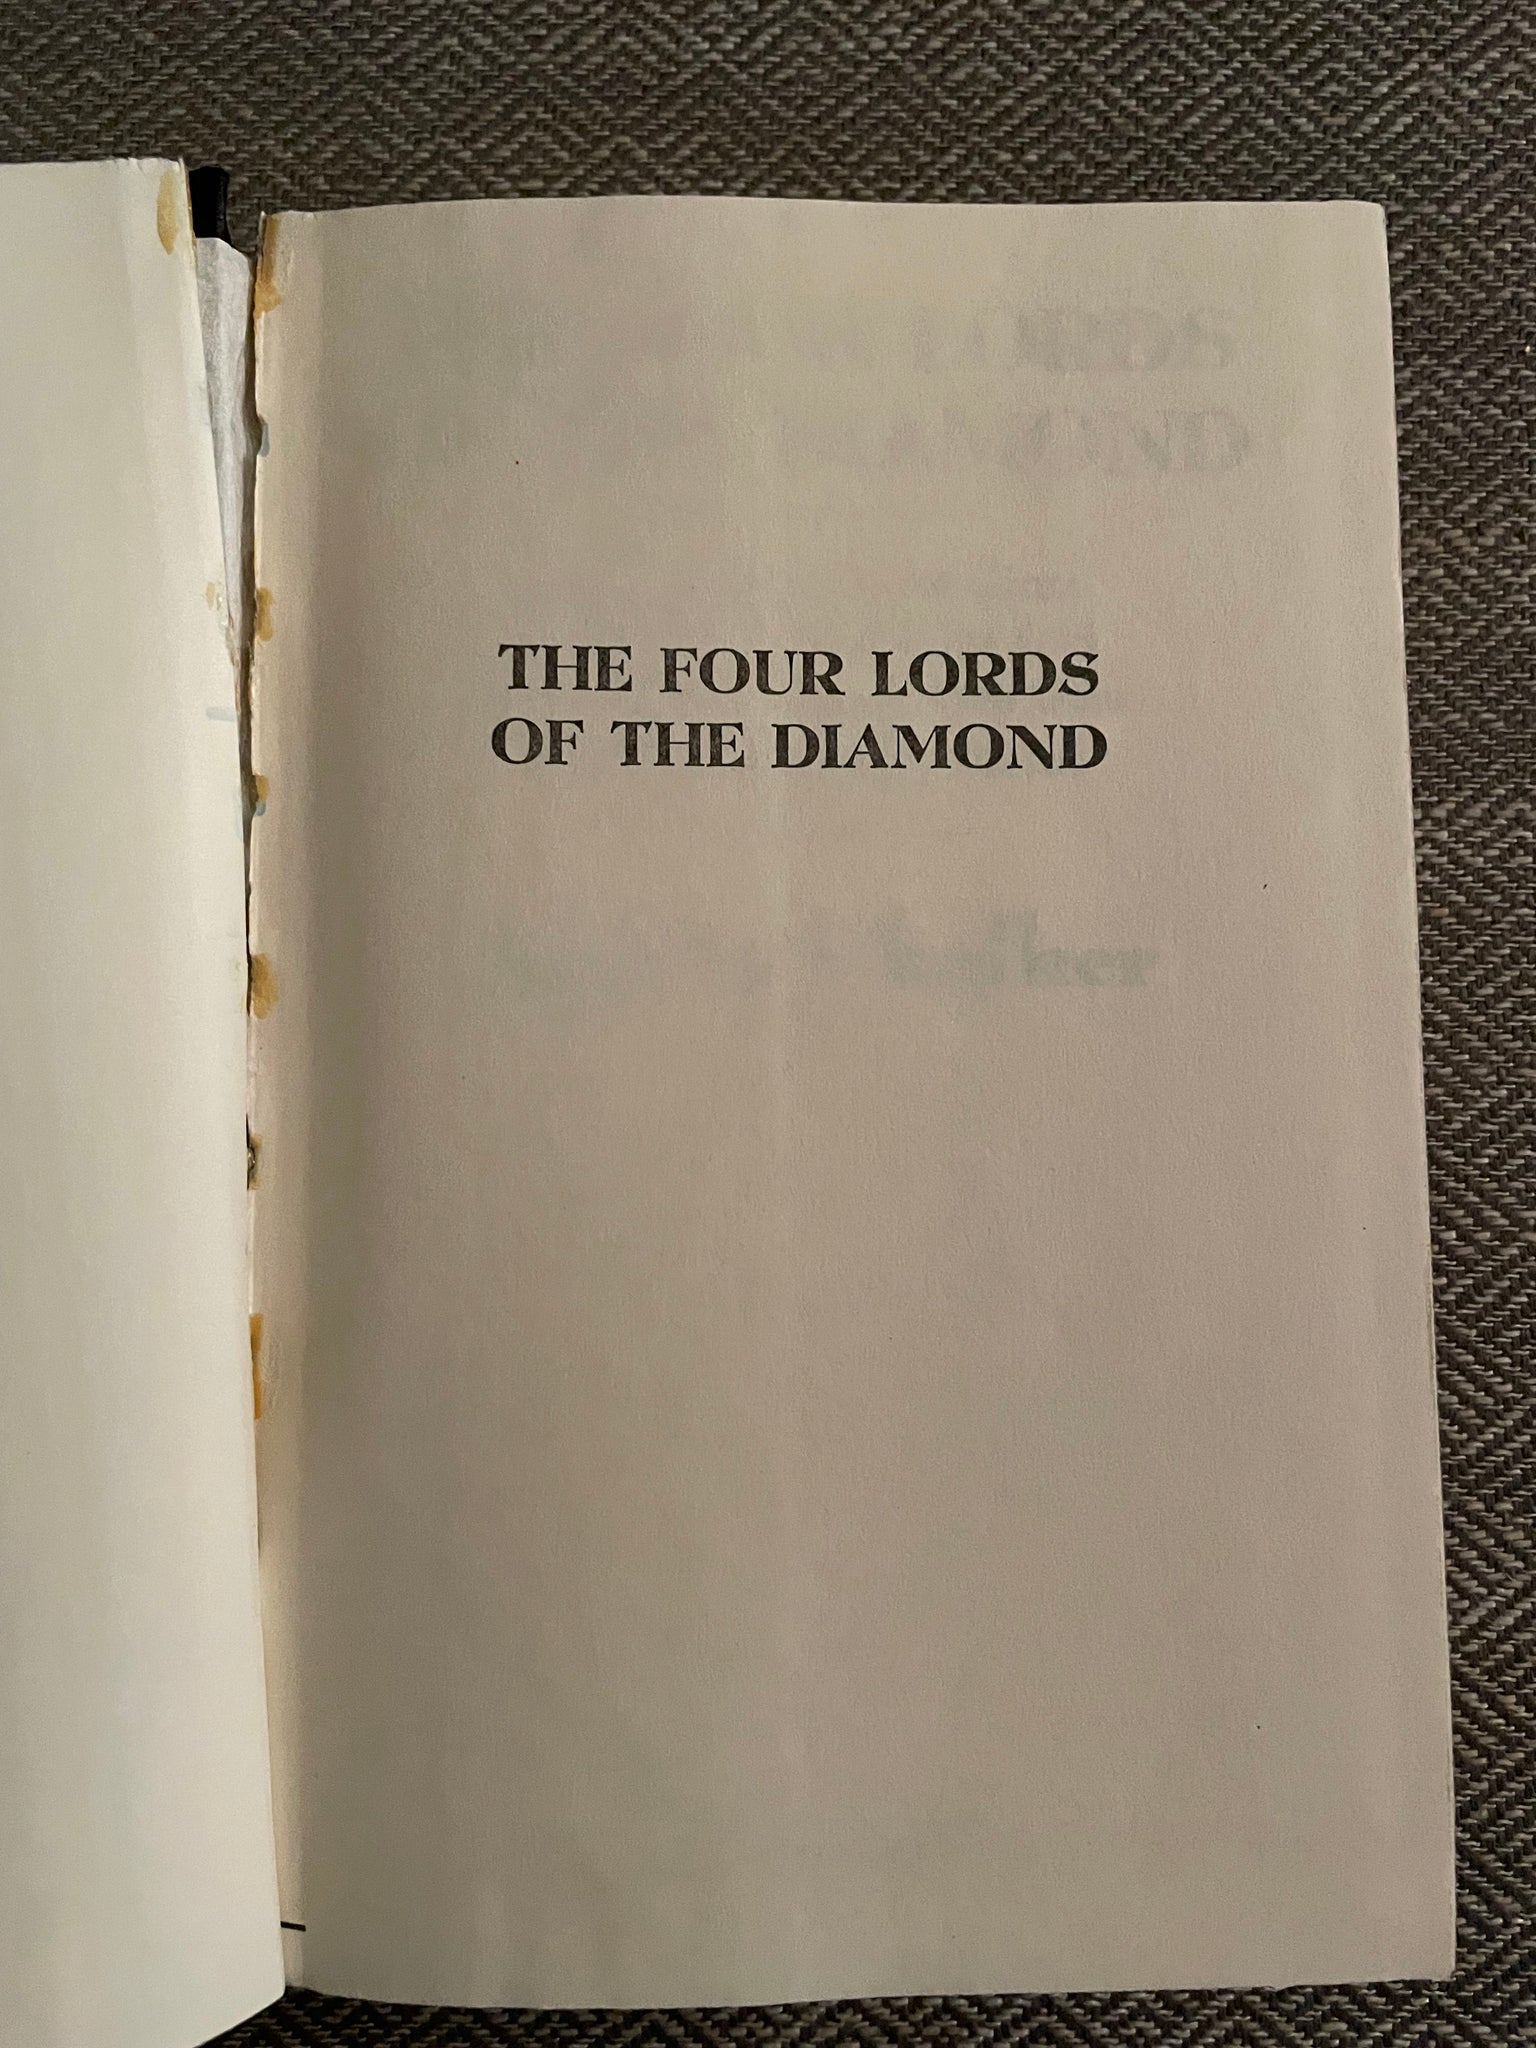 THE FOUR LORDS
OF THE DIAMOND